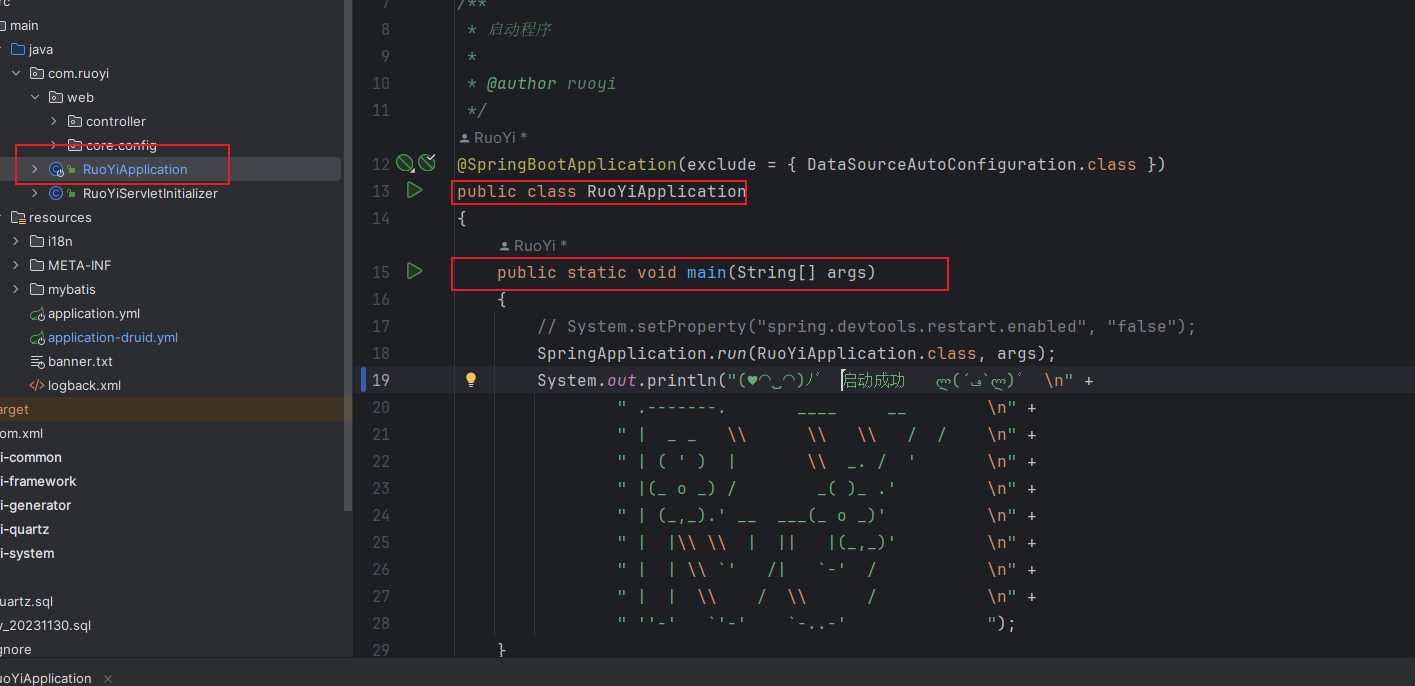 rc
main
java
com.ruoyi
web
controller
core.config
RuoYiApplication
RuoYiServletInitializer
resources
i18n
META-INF
mybatis
application.yml
application-druid.yml
banner.txt
logback.xml
arget
om.xml
i-common
i-framework
i-generator
i-quartz
i-system
uartz.sql
y_20231130.sql
gnore
uoYiApplication ×
7 /**
8 * 启动程序
9 *
10 * @author ruoyi
11 */
RuoYi *
12 @SpringBootApplication(exclude = { DataSourceAutoConfiguration.class })
13 public class RuoYiApplication
14 {
RuoYi *
15 public static void main(String[] args)
16 {
17 // System.setProperty("spring.devtools.restart.enabled", "false");
18 SpringApplication.run(RuoYiApplication.class, args);
19 System.out.println("(♥◠‿◠)ﾉﾞ  启动成功   ლ(´ڡ`ლ)ﾞ  \n" +
20 " .-------.       ____     __        \n" +
21 " |  _ _   \\      \\   \\   /  /    \n" +
22 " | ( ' )  |       \\  _. /  '       \n" +
23 " |(_ o _) /        _( )_ .'         \n" +
24 " | (_,_).' __  ___(_ o _)'          \n" +
25 " |  |\\ \\  |  ||   |(_,_)'         \n" +
26 " |  | \\ `'   /|   `-'  /           \n" +
27 " |  |  \\    /  \\      /           \n" +
28 " ''-'   `'-'    `-..-'              ");
29 }